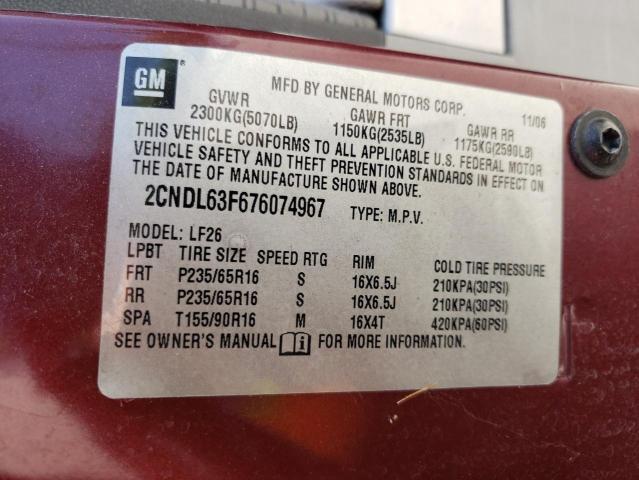 GM
MFD BY GENERAL MOTORS CORP. 11/06
GVWR GAWR FRT GAWR RR
2300KG(5070LB) 1150KG(2535LB) 1175KG(2590LB)
THIS VEHICLE CONFORMS TO ALL APPLICABLE U.S. FEDERAL MOTOR
VEHICLE SAFETY AND THEFT PREVENTION STANDARDS IN EFFECT ON
THE DATE OF MANUFACTURE SHOWN ABOVE.
2CNDL63F676074967 TYPE: M.P.V.
MODEL: LF26
LPBT TIRE SIZE SPEED RTG RIM COLD TIRE PRESSURE
FRT P235/65R16 S 16X6.5J 210KPA(30PSI)
RR P235/65R16 S 16X6.5J 210KPA(30PSI)
SPA T155/90R16 M 16X4T 420KPA(60PSI)
SEE OWNER'S MANUAL i FOR MORE INFORMATION.